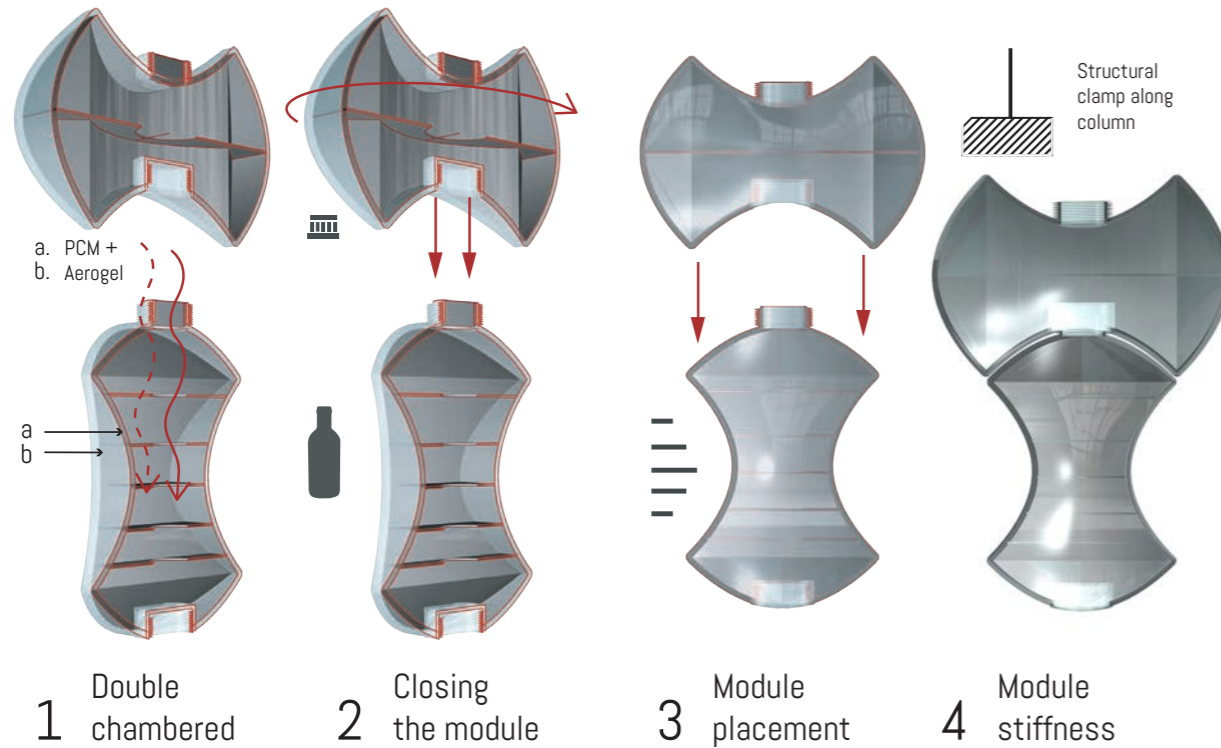 Structural
clamp along
column
a. PCM +
b. Aerogel
a
b
1 Double
chambered
2 Closing
the module
3 Module
placement
4 Module
stiffness